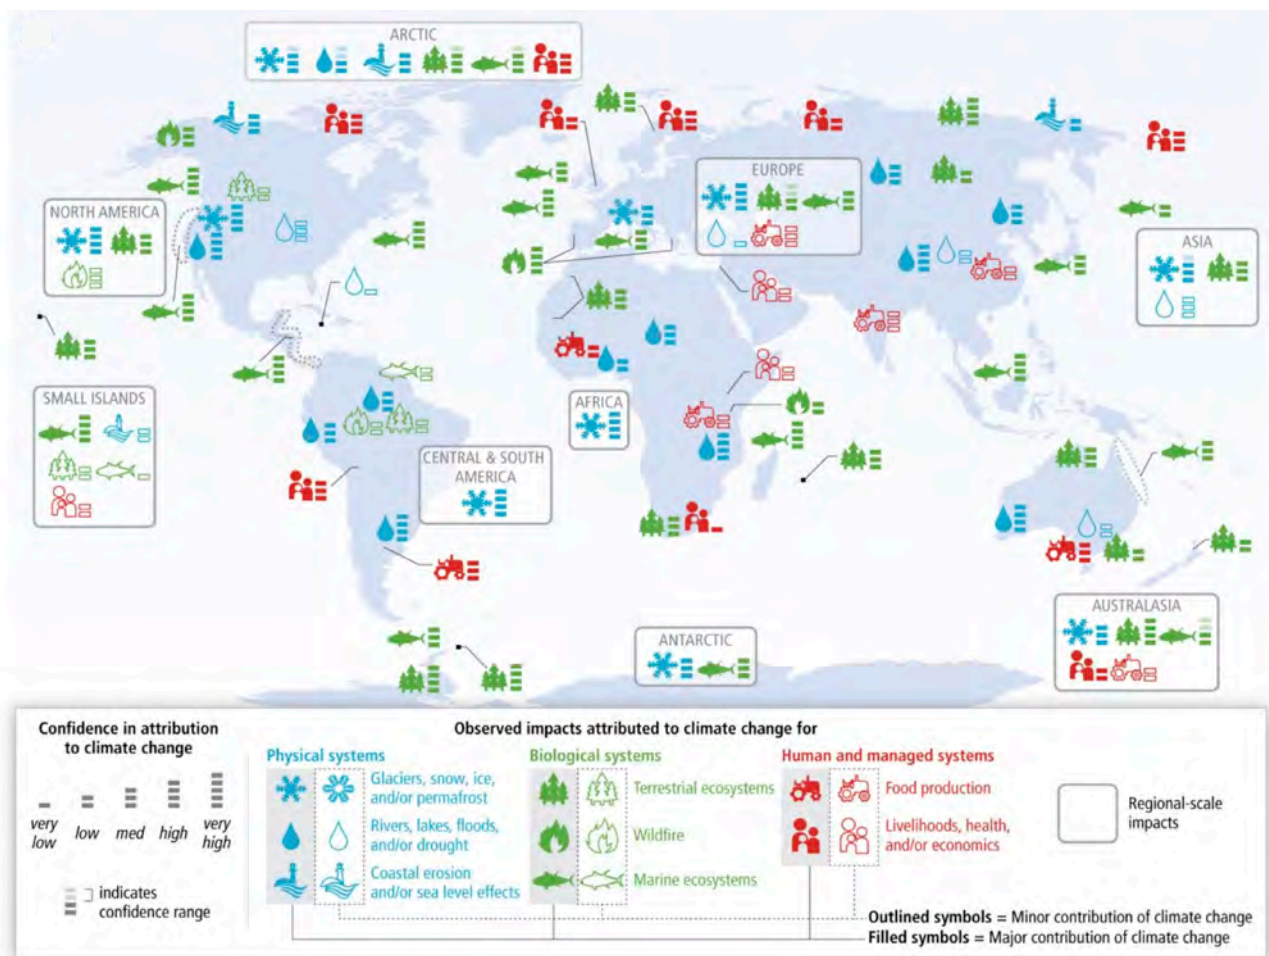 ARCTIC
EUROPE
NORTH AMERICA
ASIA
SMALL ISLANDS
AFRICA
CENTRAL & SOUTH
AMERICA
AUSTRALASIA
ANTARCTIC
Confidence in attribution
to climate change
very
low
low
med
high
very
high
indicates
confidence range
Observed impacts attributed to climate change for
Physical systems
Glaciers, snow, ice,
and/or permafrost
Rivers, lakes, floods,
and/or drought
Coastal erosion
and/or sea level effects
Biological systems
Terrestrial ecosystems
Wildfire
Marine ecosystems
Human and managed systems
Food production
Livelihoods, health,
and/or economics
Regional-scale
impacts
Outlined symbols = Minor contribution of climate change
Filled symbols = Major contribution of climate change